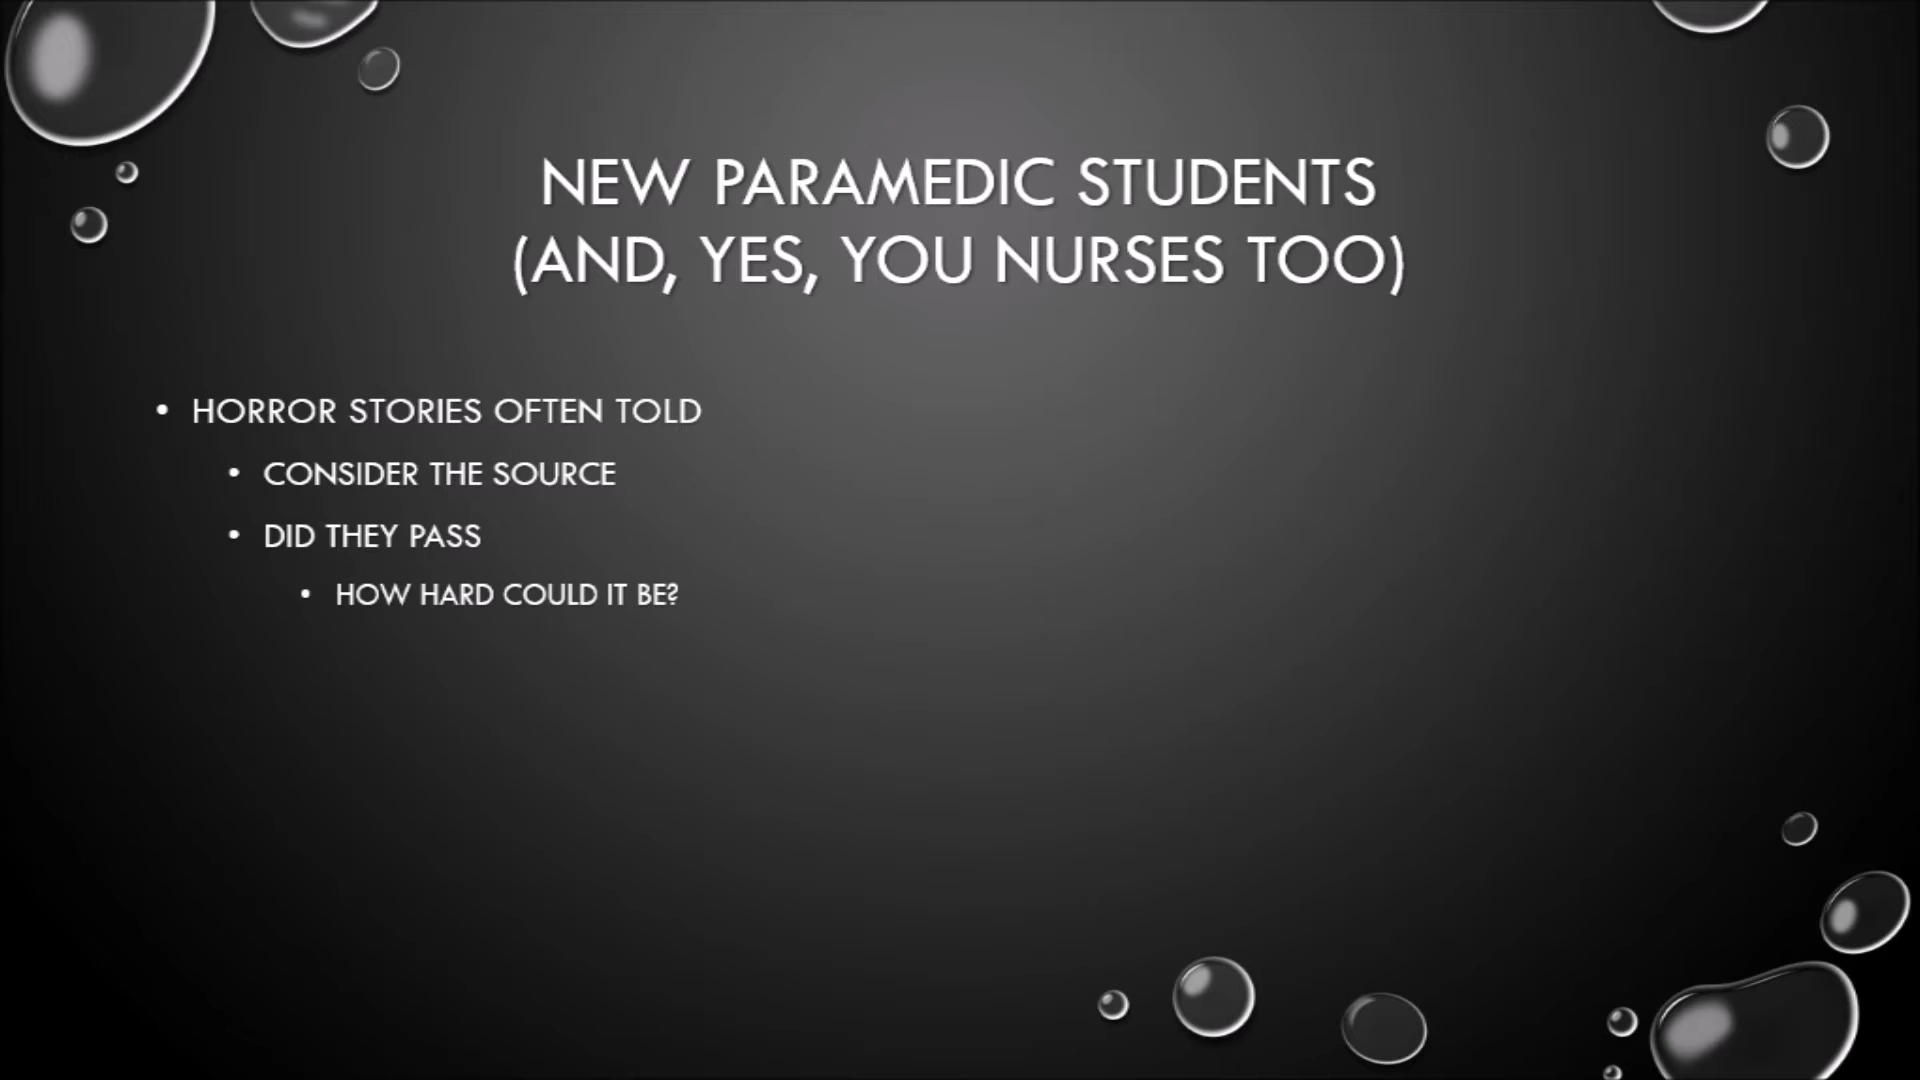 NEW PARAMEDIC STUDENTS
(AND, YES, YOU NURSES TOO)
• HORROR STORIES OFTEN TOLD
• CONSIDER THE SOURCE
• DID THEY PASS
• HOW HARD COULD IT BE?